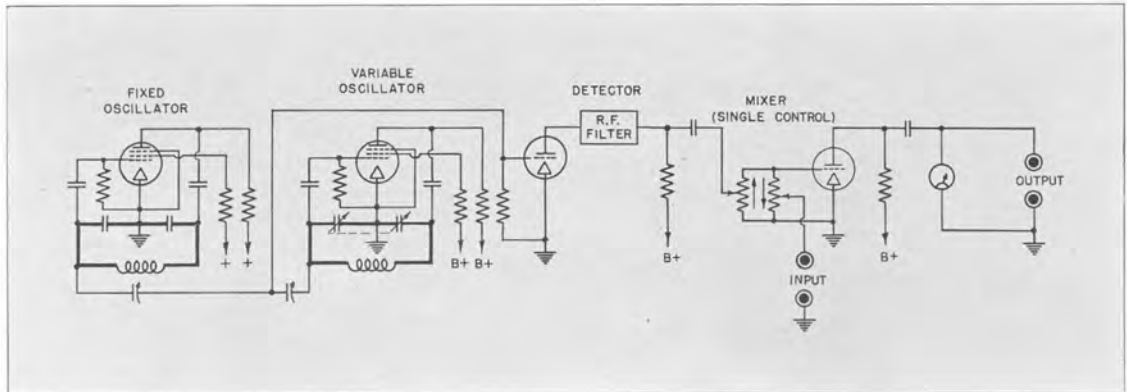 FIXED
OSCILLATOR
VARIABLE
OSCILLATOR
DETECTOR
R.F.
FILTER
MIXER
(SINGLE CONTROL)
OUTPUT
INPUT
+ +
B+ B+
B+
B+